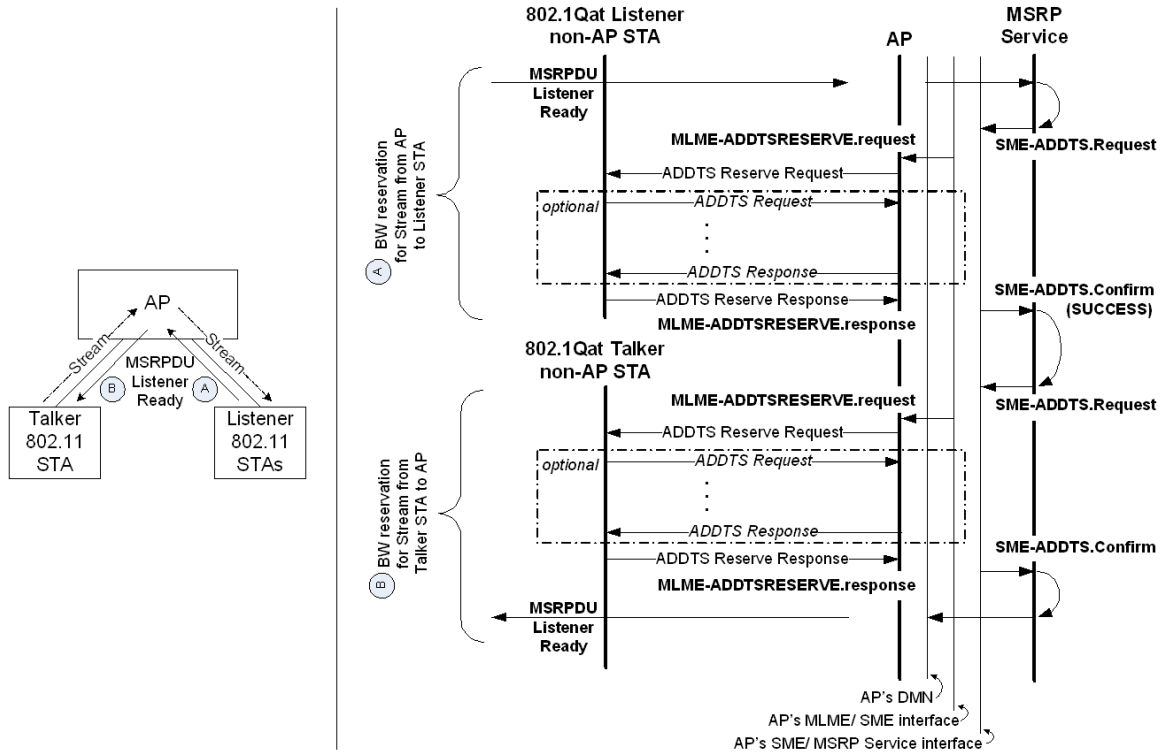 AP
Stream
Stream
MSRPDU
Listener
Ready
B
A
Talker
802.11
STA
Listener
802.11
STAs
802.1Qat Listener
non-AP STA
AP
MSRP
Service
MSRPDU
Listener
Ready
MLME-ADDTSRESERVE.request
SME-ADDTS.Request
ADDTS Reserve Request
optional
ADDTS Request
ADDTS Response
ADDTS Reserve Response
MLME-ADDTSRESERVE.response
SME-ADDTS.Confirm
(SUCCESS)
A
BW reservation
for Stream from AP
to Listener STA
802.1Qat Talker
non-AP STA
MLME-ADDTSRESERVE.request
SME-ADDTS.Request
ADDTS Reserve Request
optional
ADDTS Request
ADDTS Response
ADDTS Reserve Response
MLME-ADDTSRESERVE.response
SME-ADDTS.Confirm
B
BW reservation
for Stream from
Talker STA to AP
MSRPDU
Listener
Ready
AP's DMN
AP's MLME/ SME interface
AP's SME/ MSRP Service interface